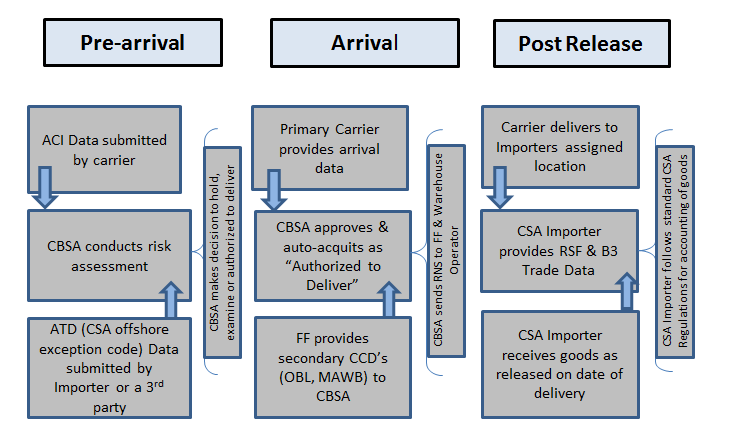 Pre-arrival
Arrival
Post Release
ACI Data submitted
by carrier
CBSA conducts risk
assessment
ATD (CSA offshore
exception code) Data
submitted by
Importer or a 3rd
party
CBSA makes decision to hold,
examine or authorized to deliver
Primary Carrier
provides arrival
data
CBSA approves &
auto-acquits as
“Authorized to
Deliver”
FF provides
secondary CCD’s
(OBL, MAWB) to
CBSA
CBSA sends RNS to FF & Warehouse
Operator
Carrier delivers to
Importers assigned
location
CSA Importer
provides RSF & B3
Trade Data
CSA Importer
receives goods as
released on date of
delivery
CSA Importer follows standard CSA
Regulations for accounting of goods